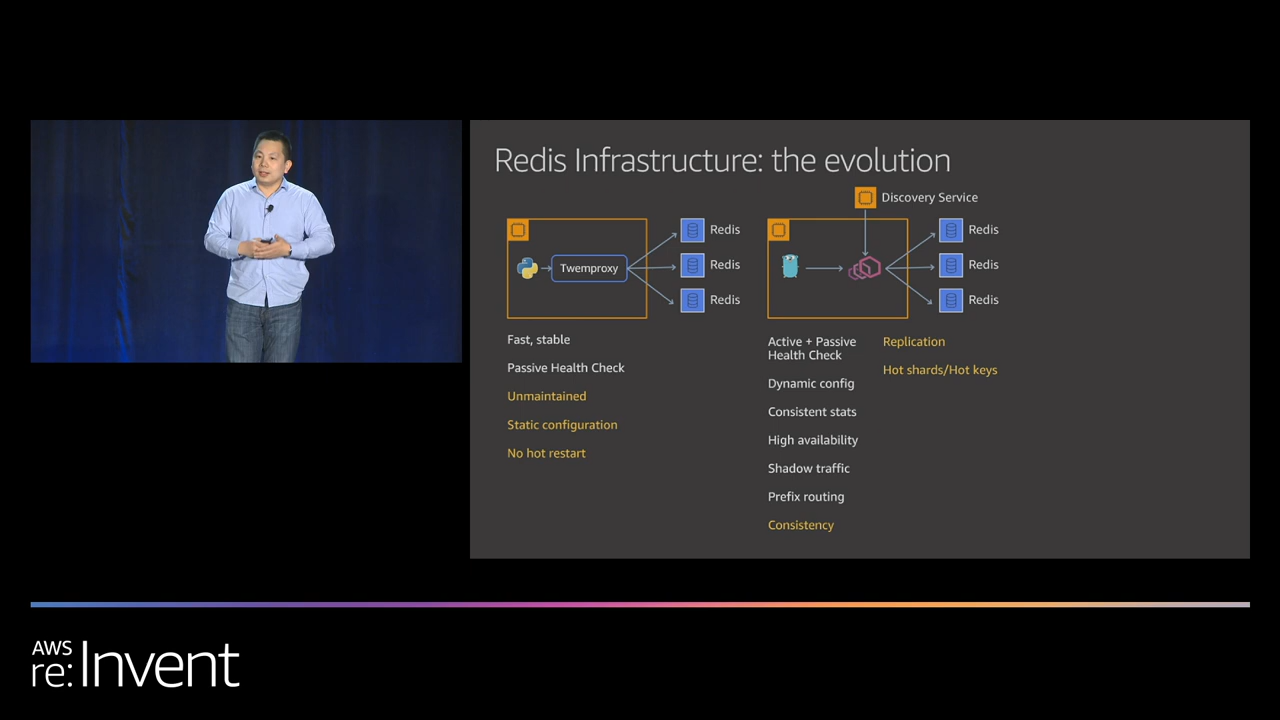 Redis Infrastructure: the evolution
Discovery Service
Twemproxy
Redis
Redis
Redis
Redis
Redis
Redis
Fast, stable
Passive Health Check
Unmaintained
Static configuration
No hot restart
Active + Passive
Health Check
Dynamic config
Consistent stats
High availability
Shadow traffic
Prefix routing
Consistency
Replication
Hot shards/Hot keys
AWS
re:Invent